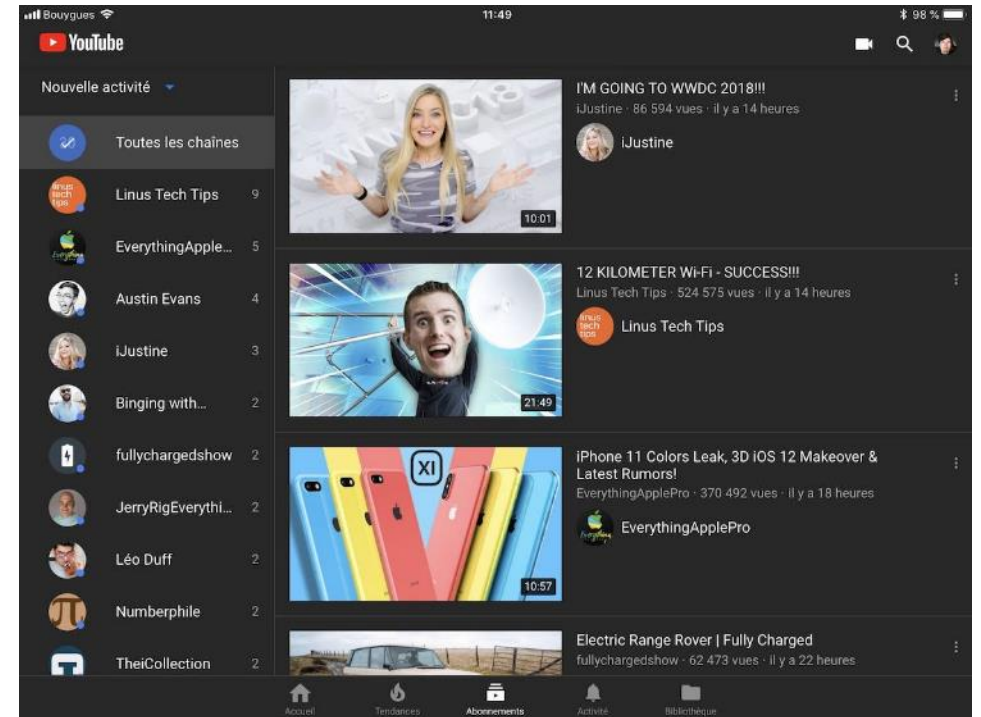 Bouygues
11:49
98 %
YouTube
Nouvelle activité
Toutes les chaînes
Linus Tech Tips 9
EverythingApple... 5
Austin Evans 4
iJustine 3
Binging with... 2
fullychargedshow 2
JerryRigEverythi... 2
Léo Duff 2
Numberphile 2
TheiCollection 2
I'M GOING TO WWDC 2018!!!
iJustine · 86 594 vues · il y a 14 heures
iJustine
10:01
12 KILOMETER Wi-Fi - SUCCESS!!!
Linus Tech Tips · 524 575 vues · il y a 14 heures
linus
tech
tips
Linus Tech Tips
21:49
XI
iPhone 11 Colors Leak, 3D iOS 12 Makeover &
Latest Rumors!
EverythingApplePro · 370 492 vues · il y a 18 heures
EverythingApplePro
10:57
Electric Range Rover | Fully Charged
fullychargedshow · 62 473 vues · il y a 22 heures
Accueil
Tendances
Abonnements
Activité
Bibliothèque